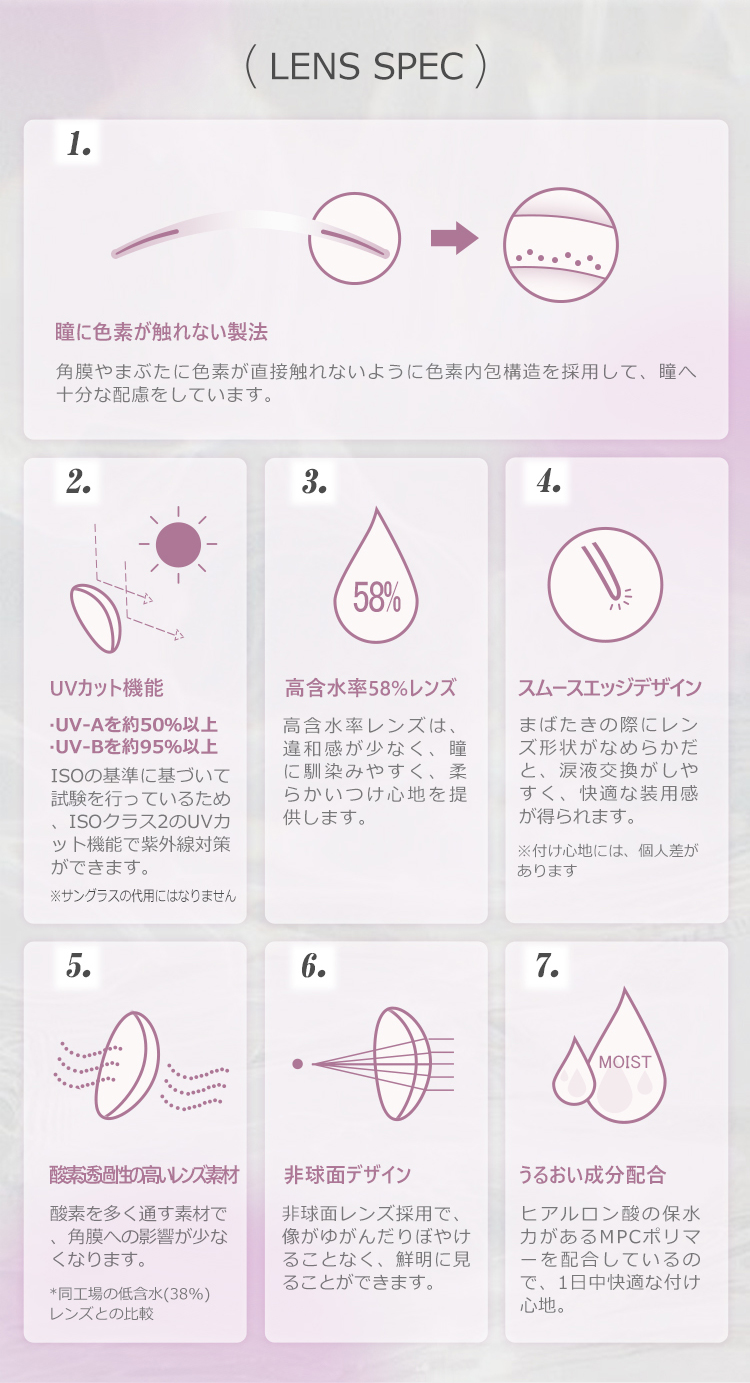 ( LENS SPEC )
1.
瞳に色素が触れない製法
角膜やまぶたに色素が直接触れないように色素内包構造を採用して、瞳へ
十分な配慮をしています。
2.
UVカット機能
·UV-Aを約50%以上
·UV-Bを約95%以上
ISOの基準に基づいて
試験を行っているため
、ISOクラス2のUVカ
ット機能で紫外線対策
ができます。
※サングラスの代用にはなりません
3.
58%
高含水率58%レンズ
高含水率レンズは、
違和感が少なく、瞳
に馴染みやすく、柔
らかいつけ心地を提
供します。
4.
スムースエッジデザイン
まばたきの際にレン
ズ形状がなめらかだ
と、涙液交換がしや
すく、快適な装用感
が得られます。
※付け心地には、個人差が
あります
5.
酸素透過性の高いレンズ素材
酸素を多く通す素材で
、角膜への影響が少な
くなります。
*同工場の低含水(38%)
レンズとの比較
6.
非球面デザイン
非球面レンズ採用で、
像がゆがんだりぼやけ
ることなく、鮮明に見
ることができます。
7.
MOIST
うるおい成分配合
ヒアルロン酸の保水
力があるMPCポリマ
ーを配合しているの
で、1日中快適な付け
心地。